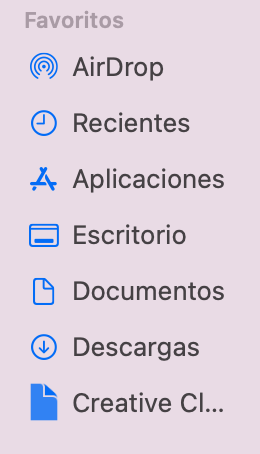 Favoritos
AirDrop
Recientes
Aplicaciones
Escritorio
Documentos
Descargas
Creative Cl...